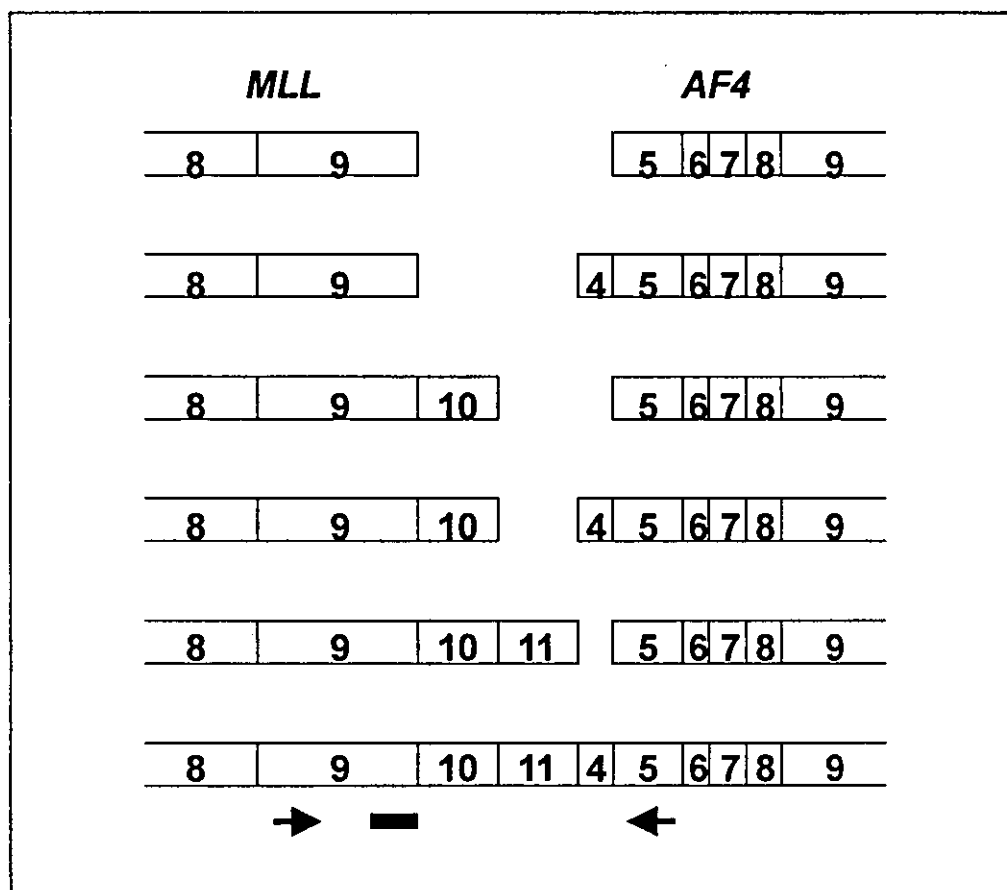 MLL AF4
8 9 5 6 7 8 9
8 9 4 5 6 7 8 9
8 9 10 5 6 7 8 9
8 9 10 4 5 6 7 8 9
8 9 10 11 5 6 7 8 9
8 9 10 11 4 5 6 7 8 9